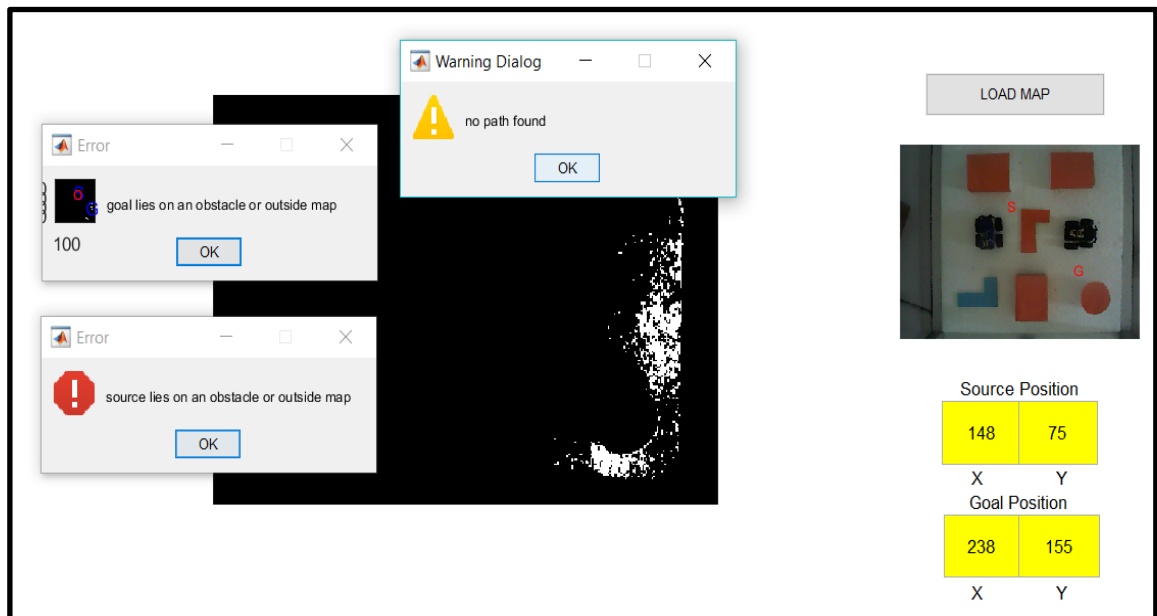 Warning Dialog
no path found
OK
LOAD MAP
Error
goal lies on an obstacle or outside map
100
OK
S
G
G
Error
source lies on an obstacle or outside map
OK
Source Position
148 75
X Y
Goal Position
238 155
X Y